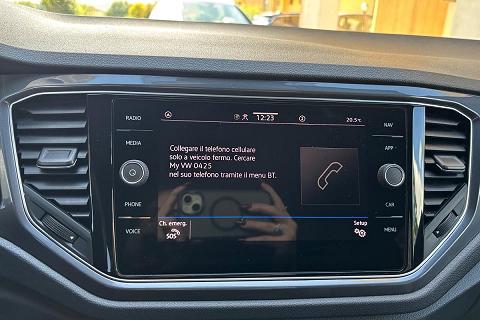 12:23
20.5°C
RADIO
MEDIA
PHONE
VOICE
Collegare il telefono cellulare
solo a veicolo fermo. Cercare
My VW 0425
nel suo telefono tramite il menu BT.
Ch. emerg.
SOS
Setup
NAV
APP
CAR
MENU